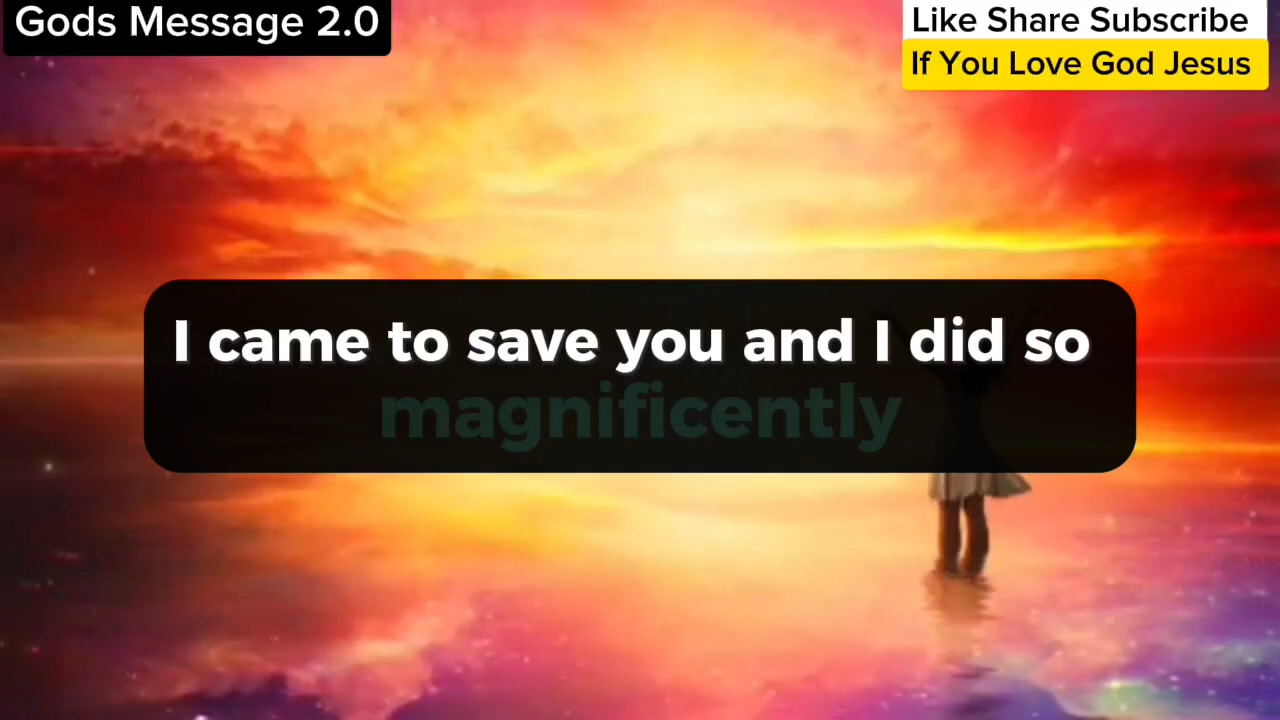 Gods Message 2.0
Like Share Subscribe
If You Love God Jesus
I came to save you and I did so
magnificently